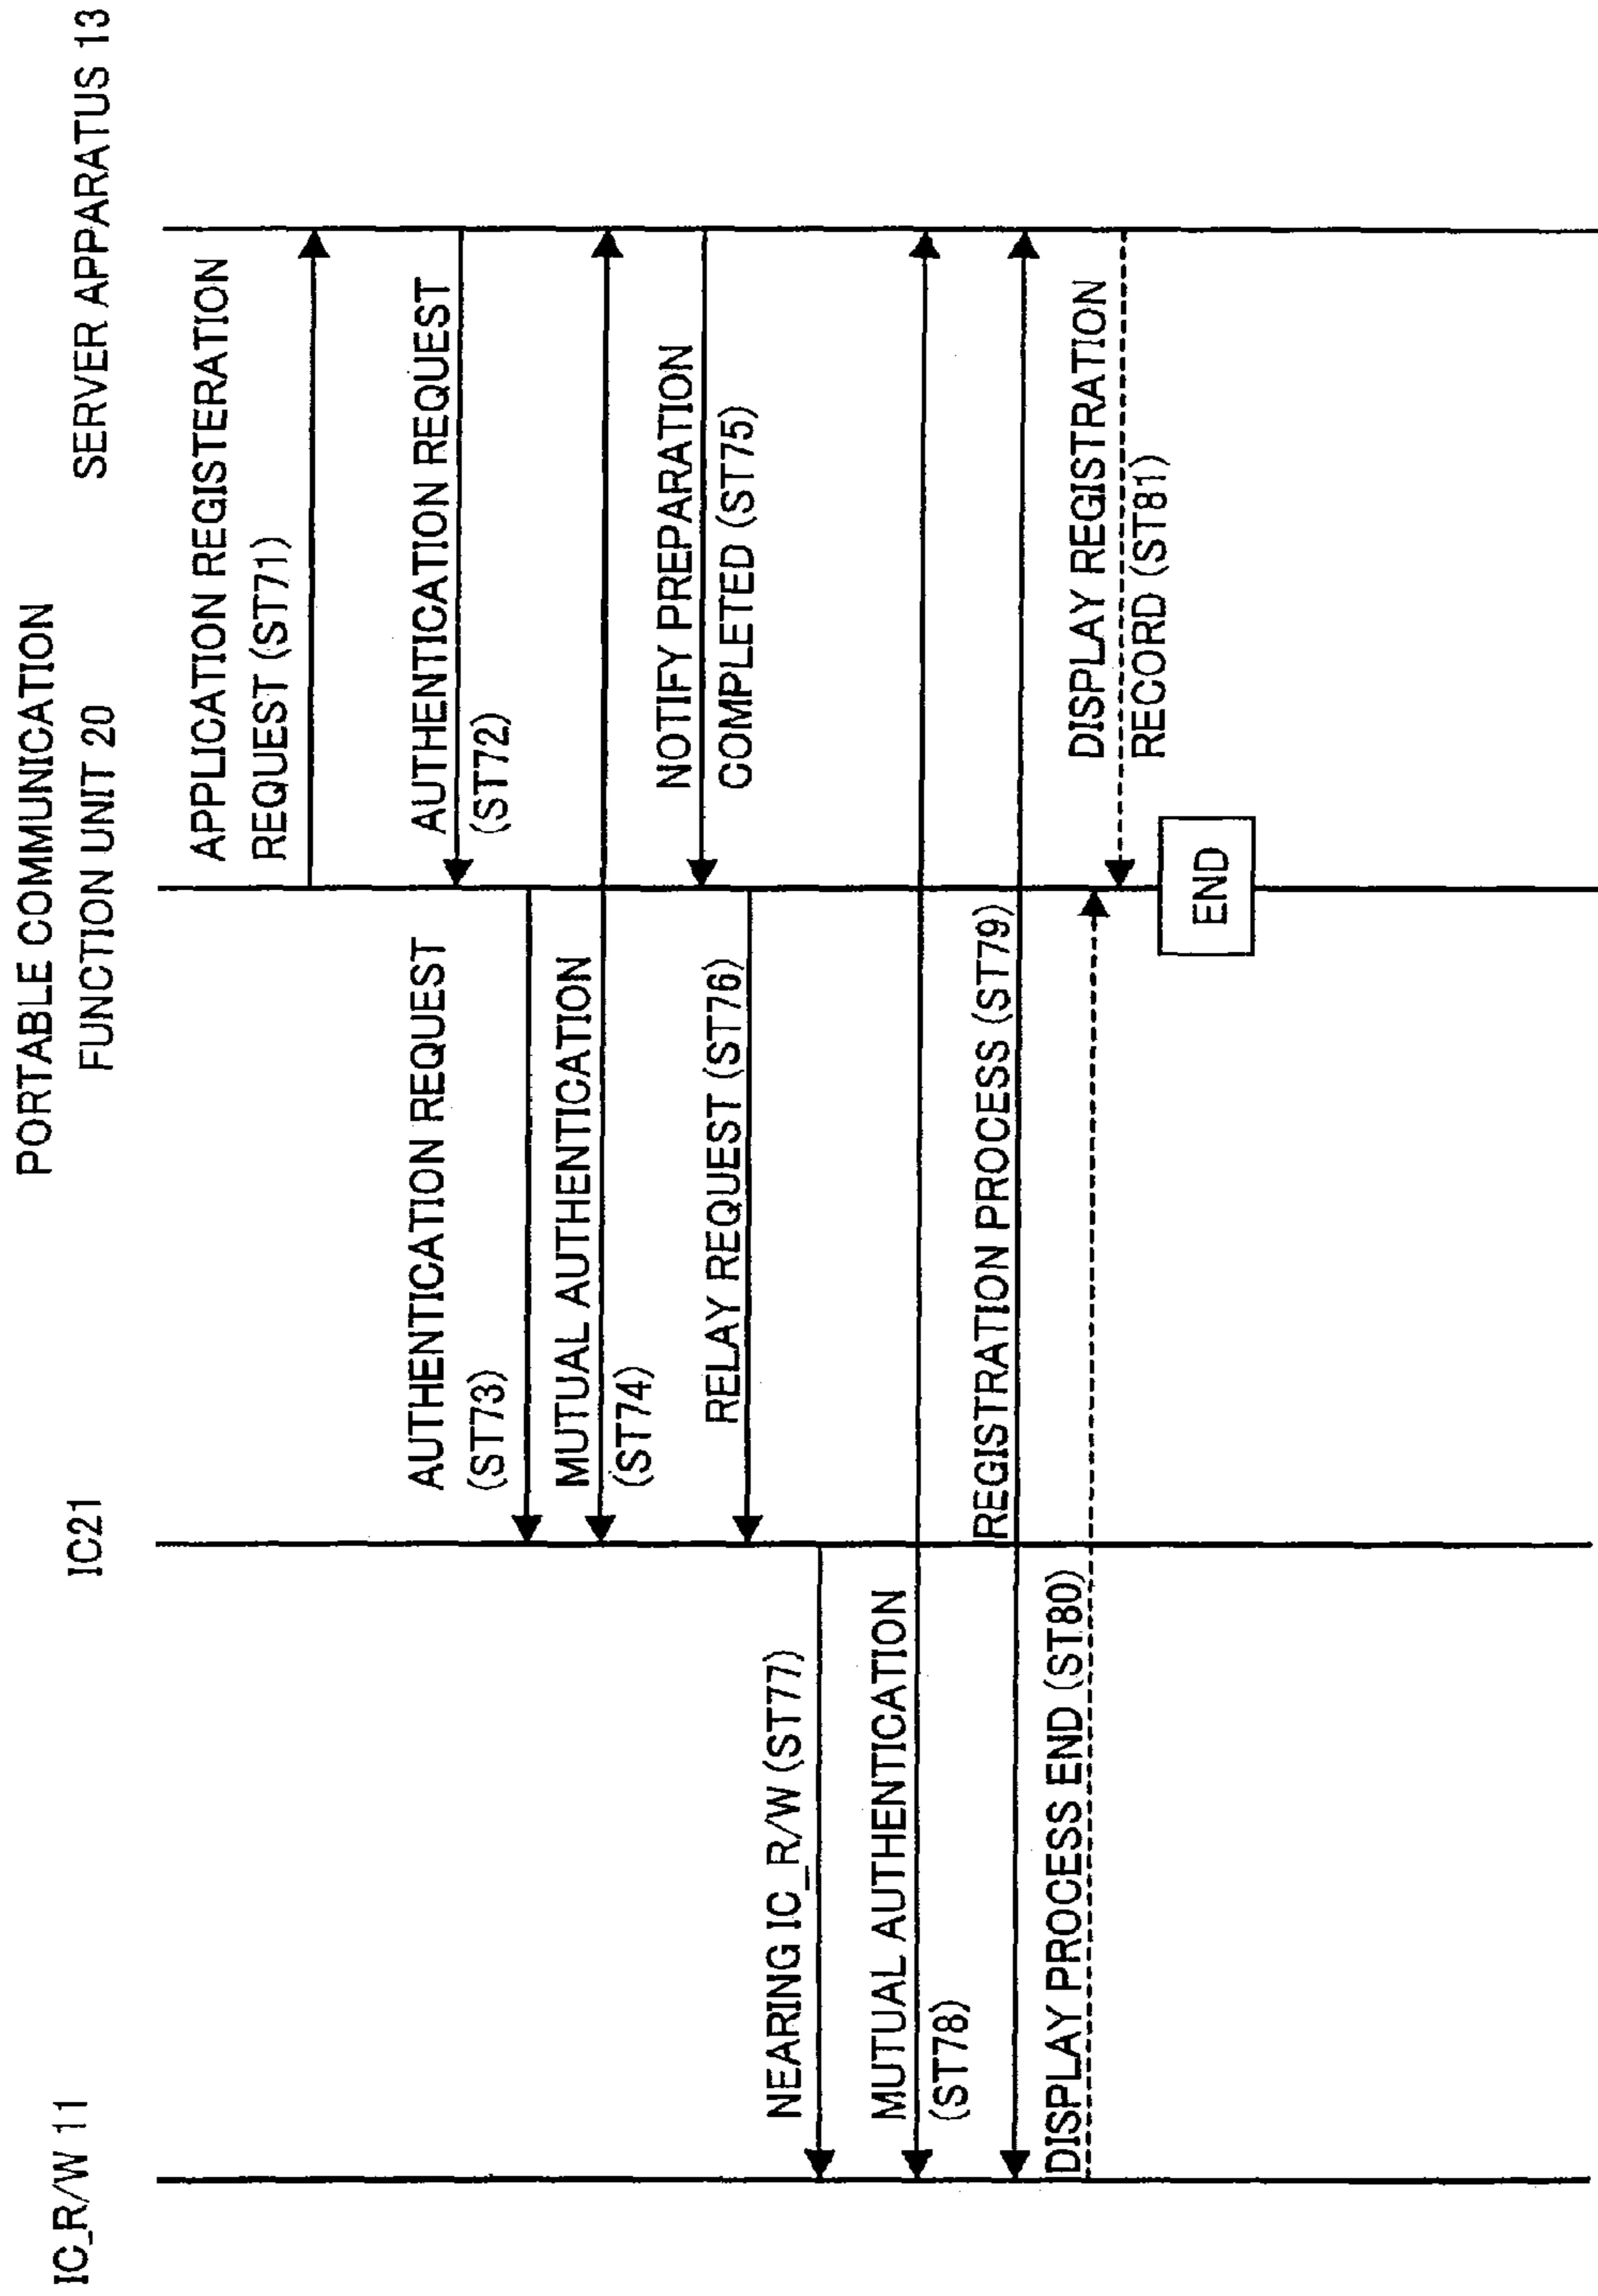 IC_R/W 11
IC21
PORTABLE COMMUNICATION
FUNCTION UNIT 20
SERVER APPARATUS 13
APPLICATION REGISTERATION
REQUEST (ST71)
AUTHENTICATION REQUEST
(ST72)
AUTHENTICATION REQUEST
(ST73)
MUTUAL AUTHENTICATION
(ST74)
NOTIFY PREPARATION
COMPLETED (ST75)
RELAY REQUEST (ST76)
NEARING IC_R/W (ST77)
MUTUAL AUTHENTICATION
(ST78)
REGISTRATION PROCESS (ST79)
DISPLAY PROCESS END (ST80)
DISPLAY REGISTRATION
RECORD (ST81)
END